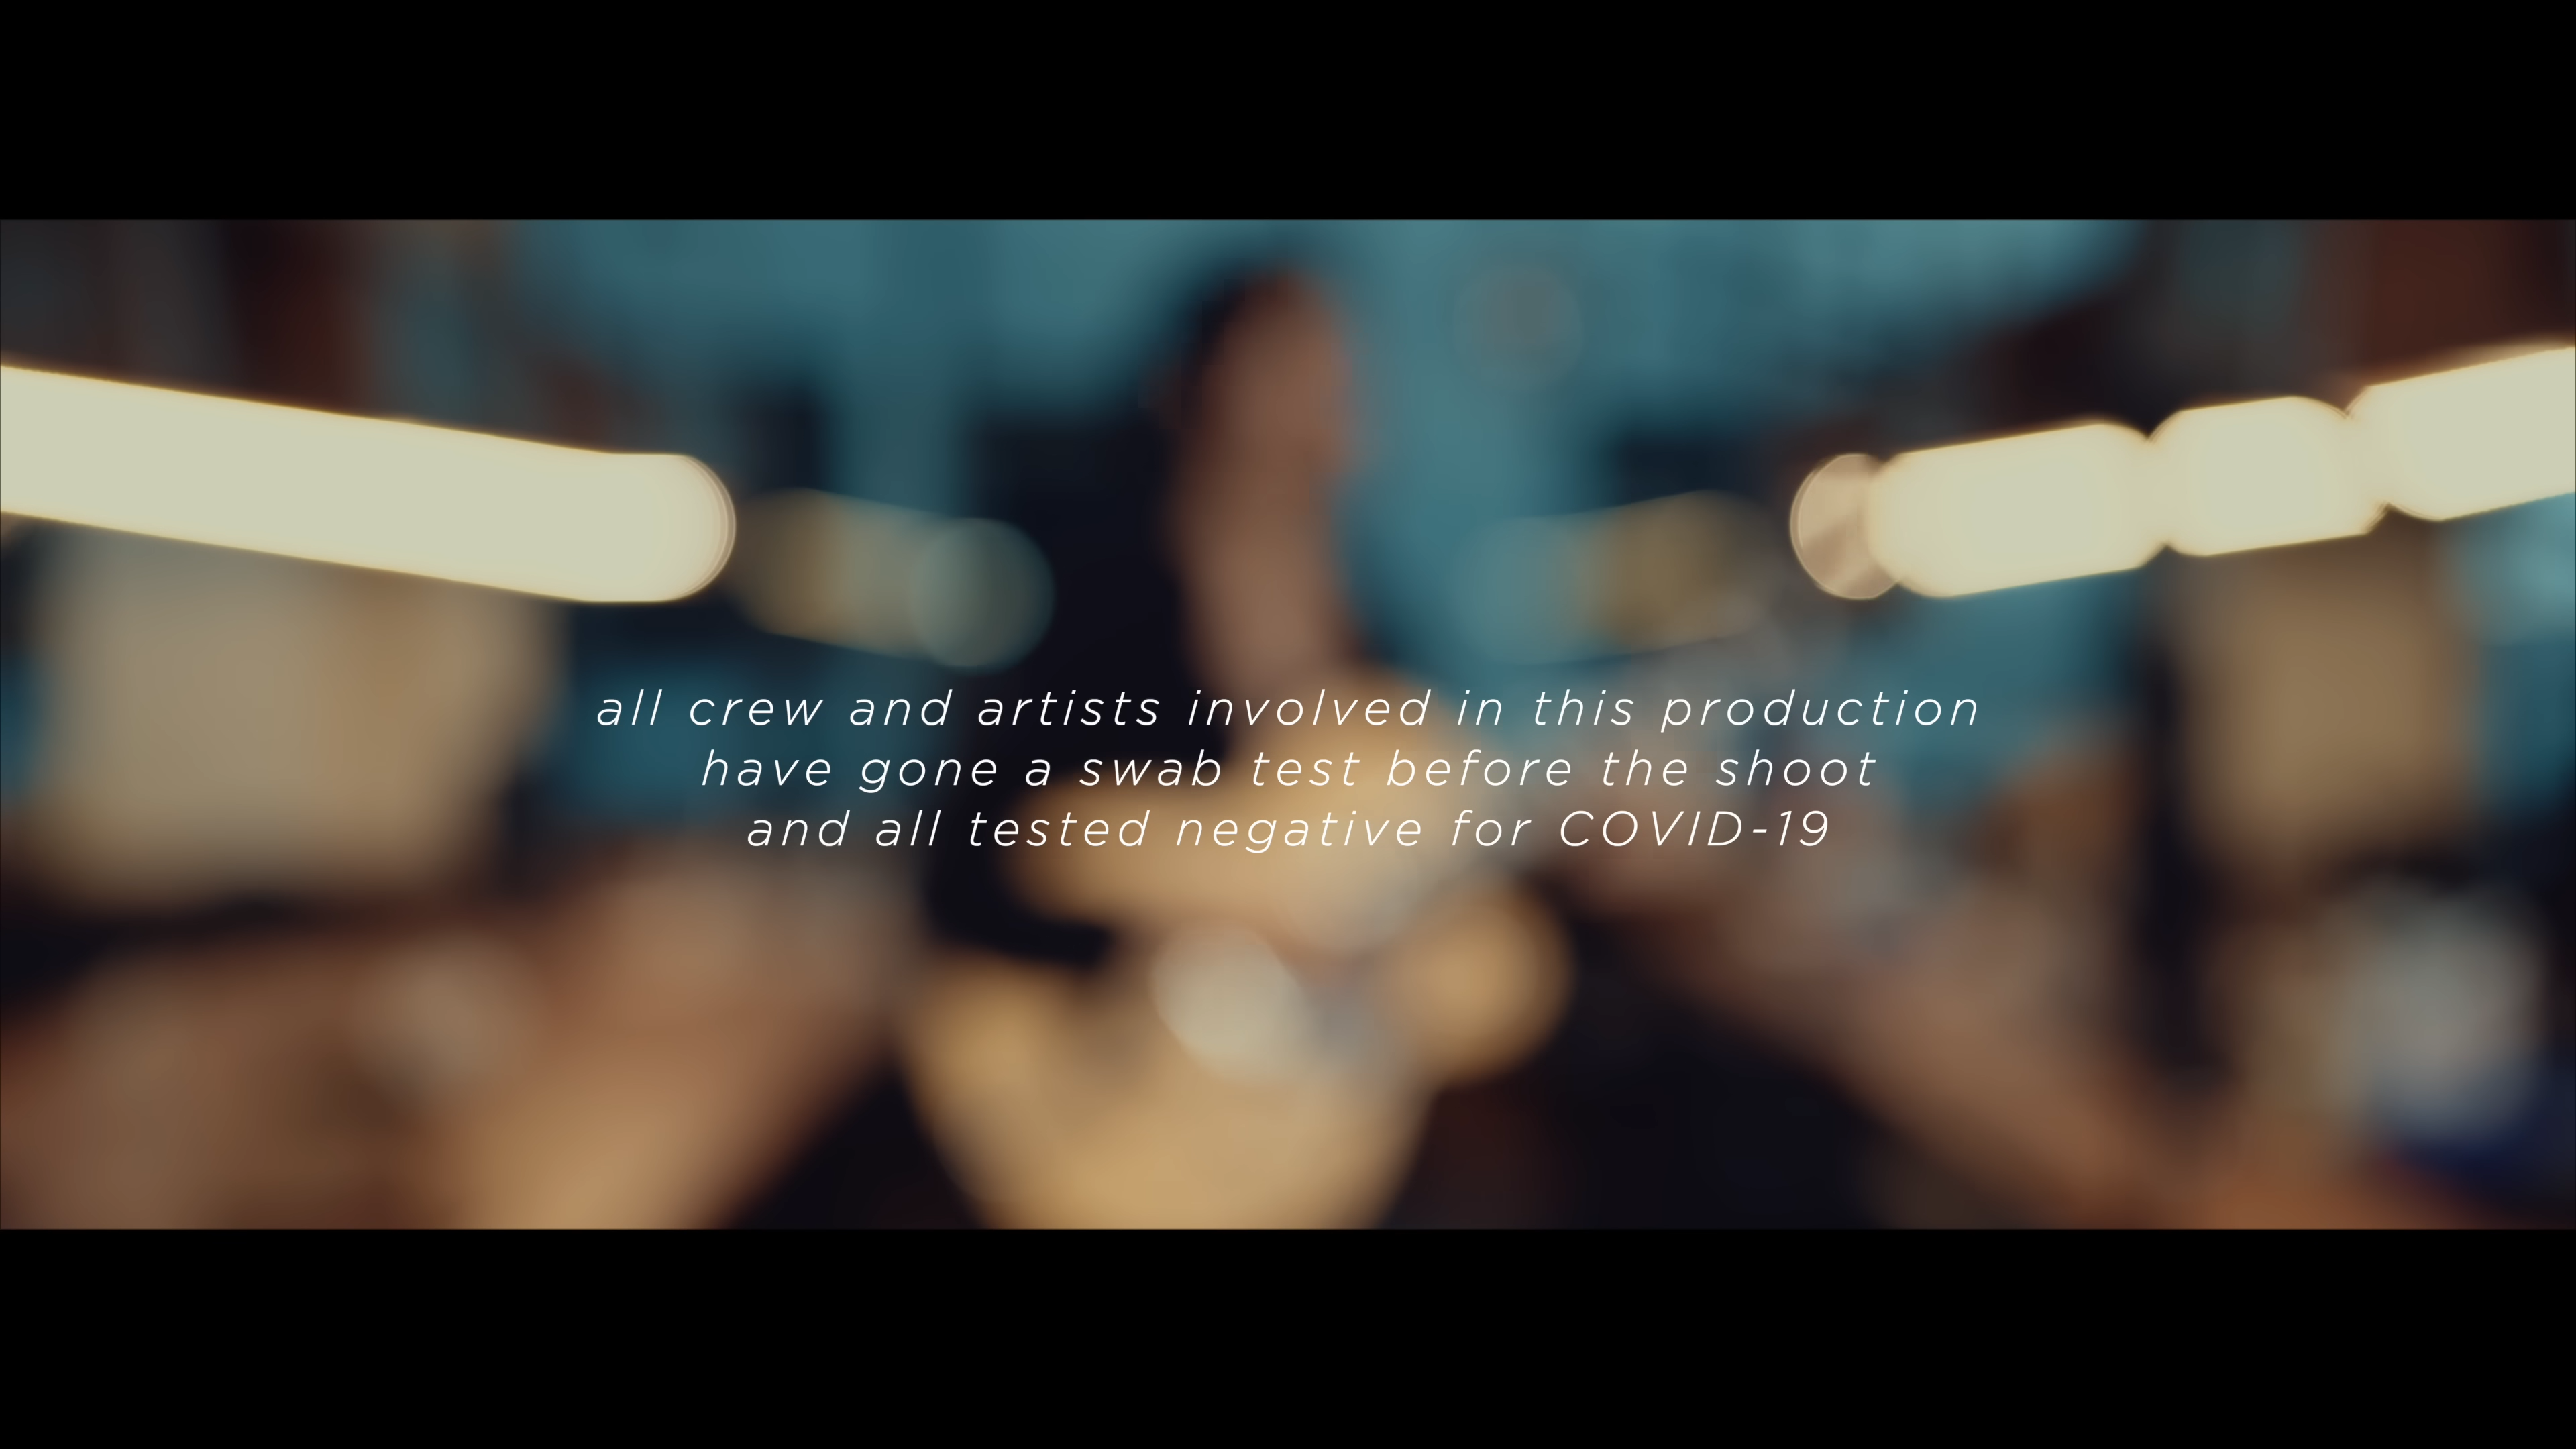 all crew and artists involved in this production
have gone a swab test before the shoot
and all tested negative for COVID-19